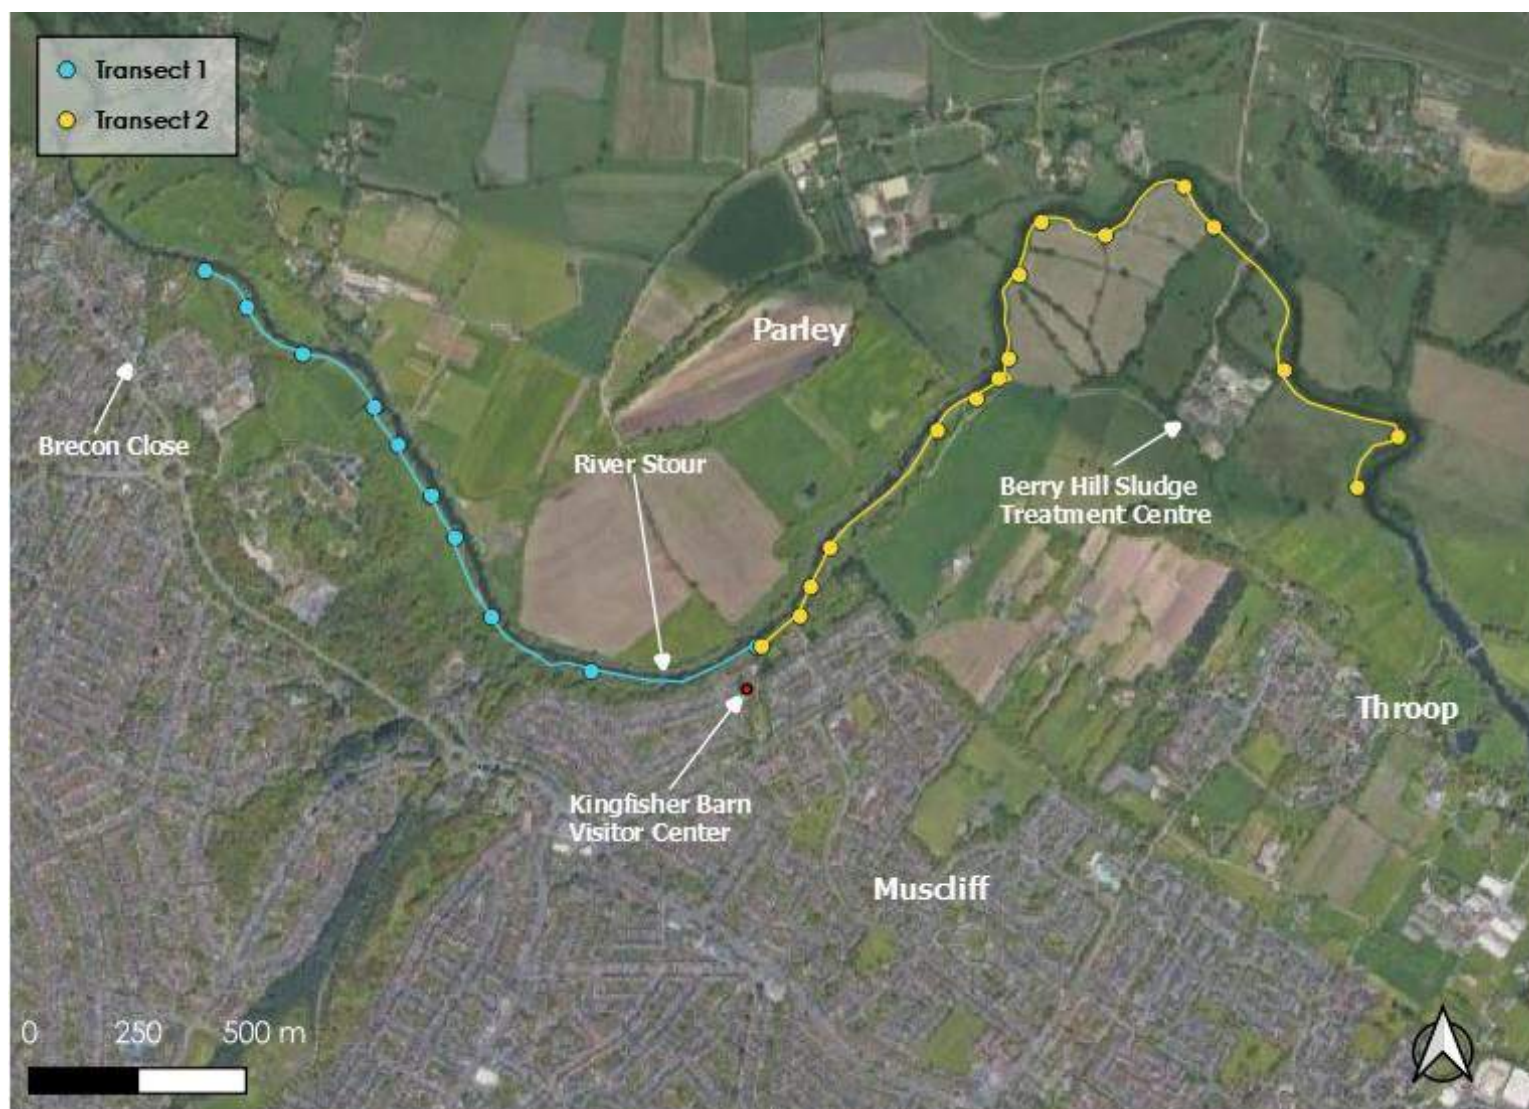 Transect 1
Transect 2
Parley
Brecon Close
River Stour
Berry Hill Sludge
Treatment Centre
Throop
Kingfisher Barn
Visitor Center
Muscliff
0 250 500 m